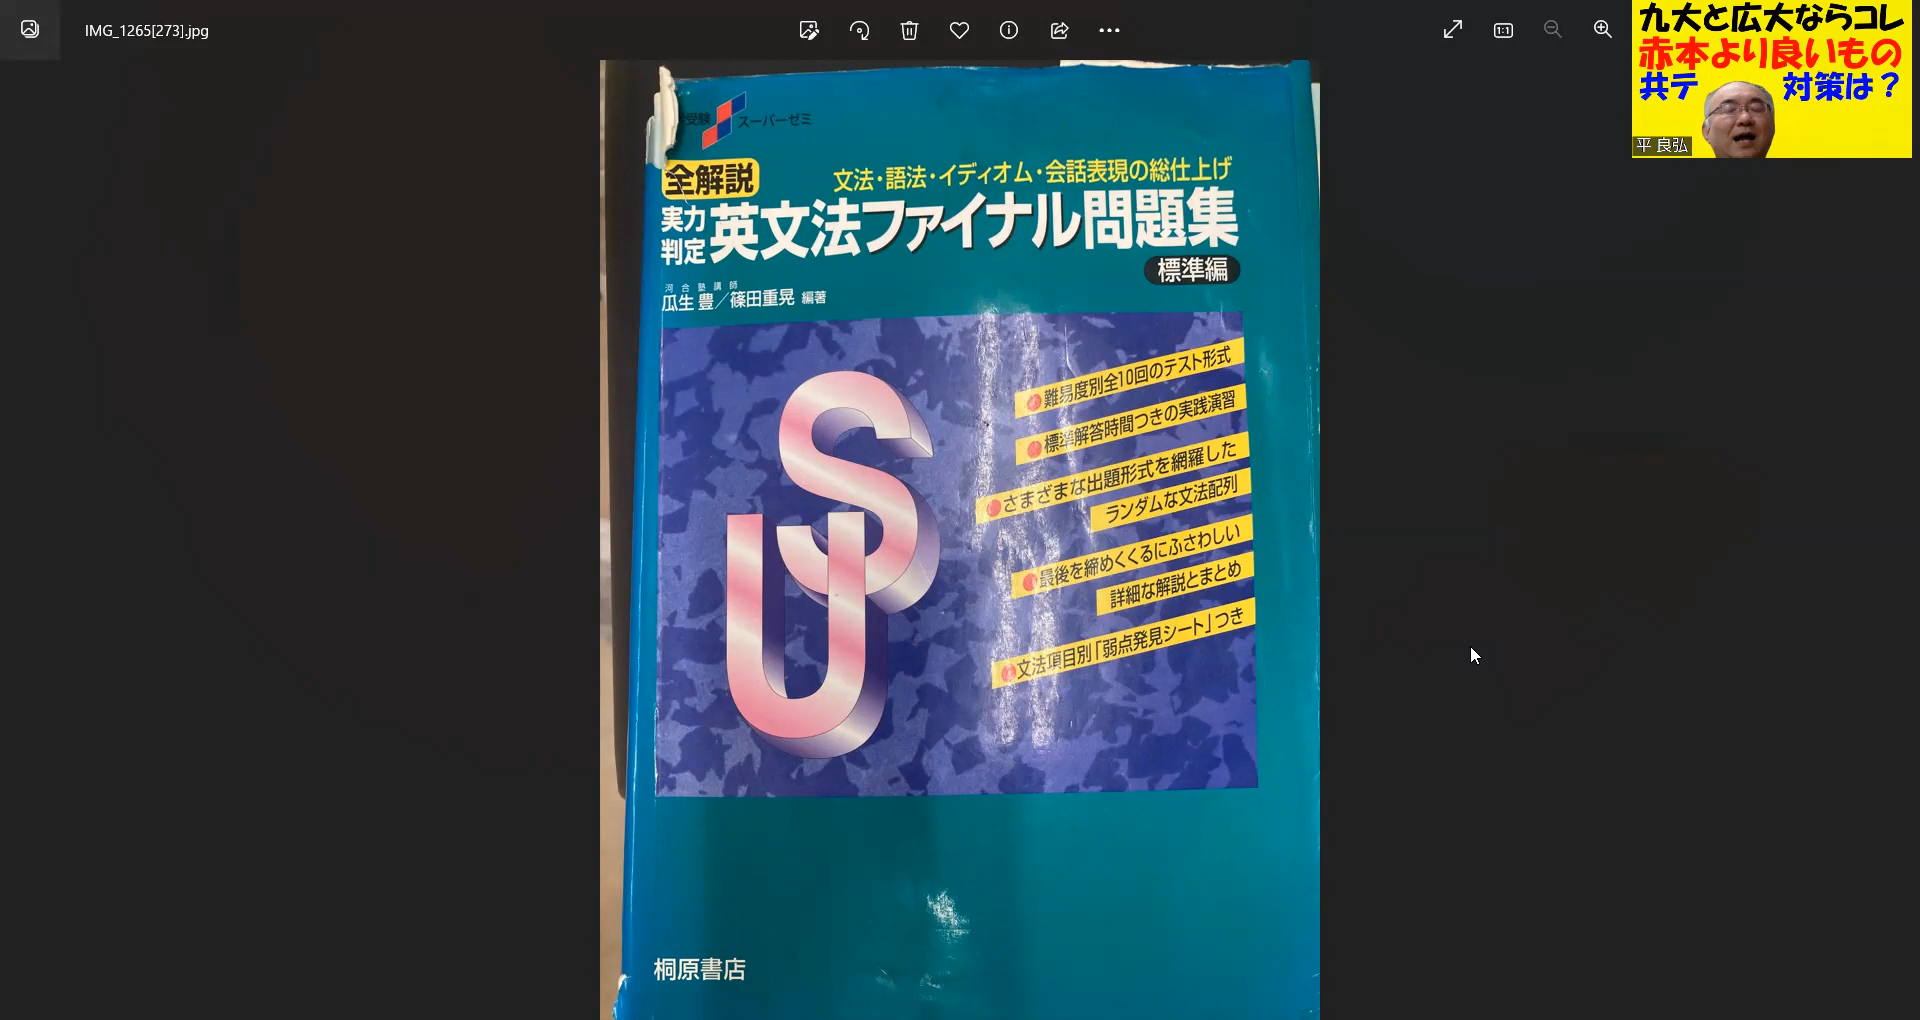 IMG_1265[273].jpg
1:1
九大と広大ならコレ
赤本より良いもの
共テ 対策は？
平 良弘
受験 スーパーゼミ
全解説
文法・語法・イディオム・会話表現の総仕上げ
実力
判定
英文法ファイナル問題集
標準編
河合塾講師
瓜生 豊／篠田重晃 編著
難易度別全10回のテスト形式
標準解答時間つきの実践演習
さまざまな出題形式を網羅した
ランダムな文法配列
最後を締めくくるにふさわしい
詳細な解説とまとめ
文法項目別「弱点発見シート」つき
SU
桐原書店